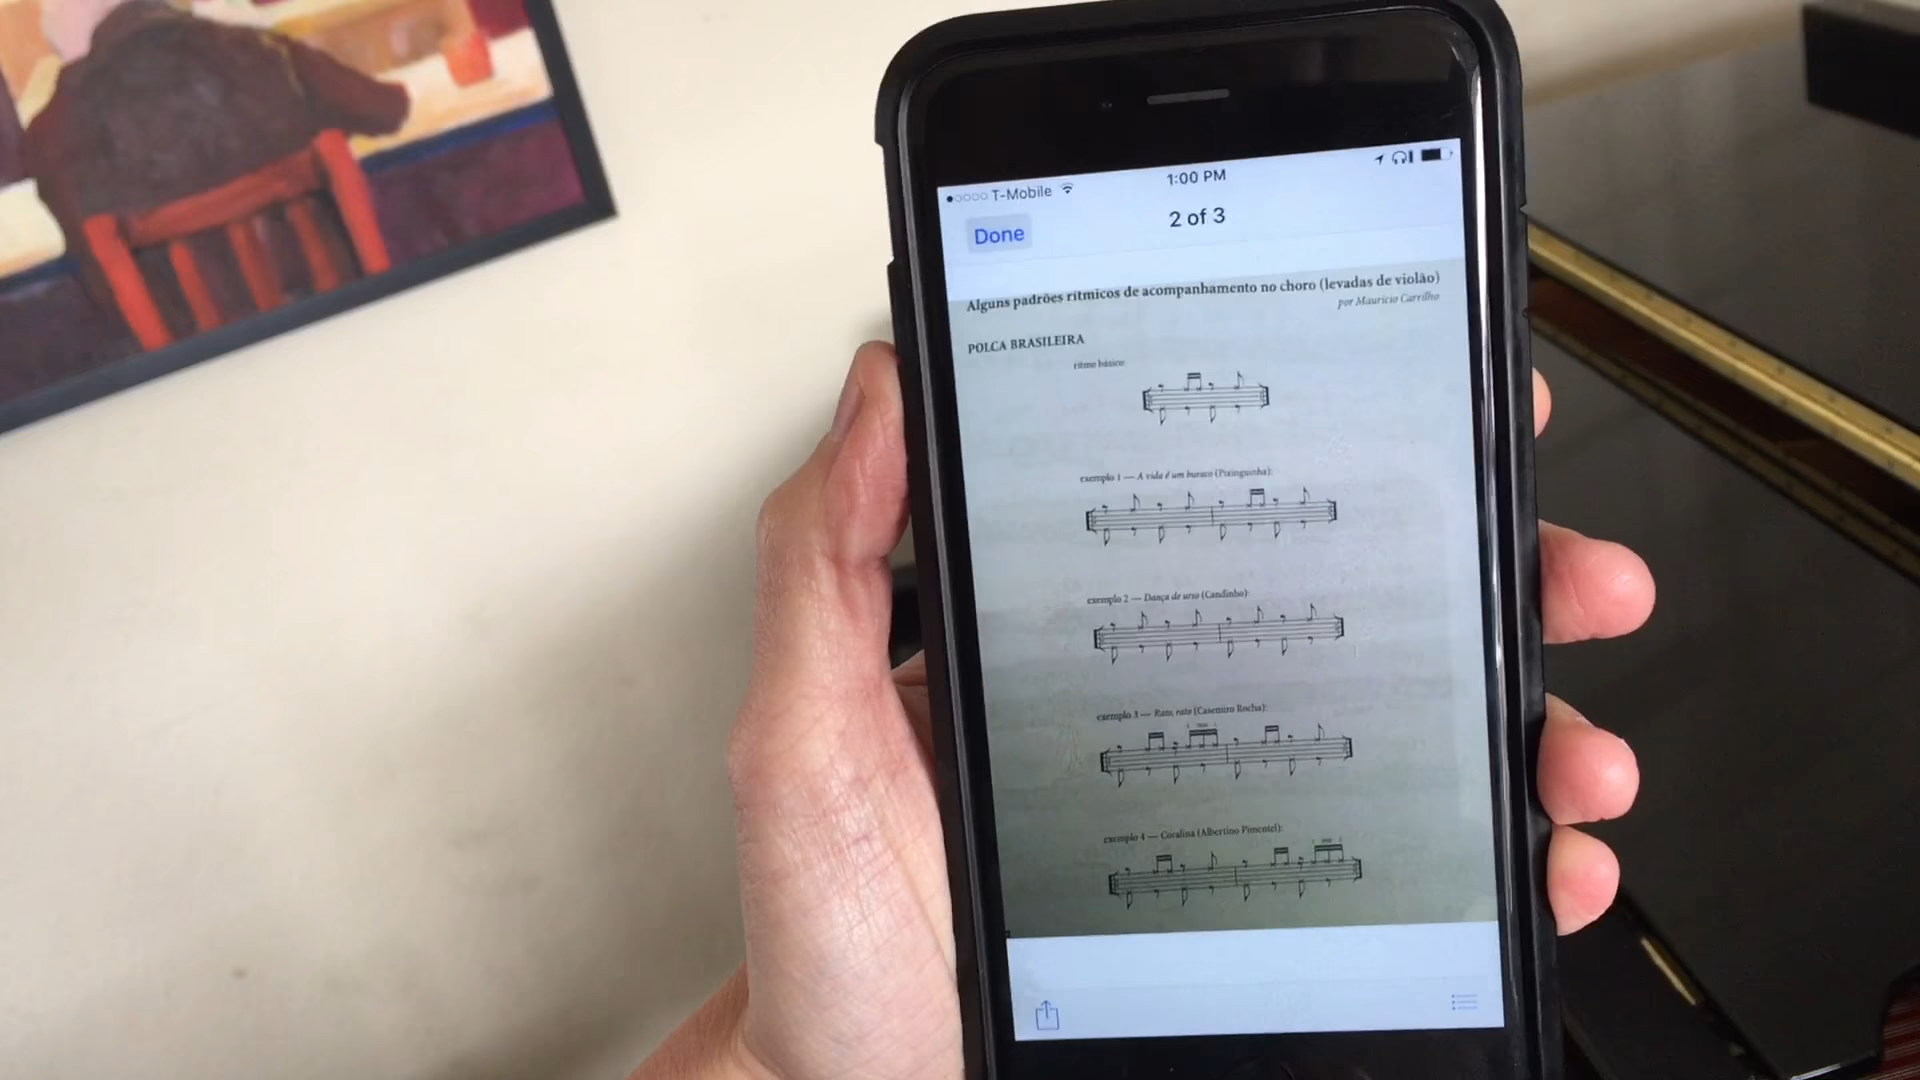 T-Mobile 1:00 PM
Done 2 of 3
Alguns padrões rítmicos de acompanhamento no choro (levadas de violão)
por Mauricio Carrilho
POLCA BRASILEIRA
ritmo básico:
exemplo 1 — A vida é um buraco (Pixinguinha):
exemplo 2 — Dança de urso (Candinho):
exemplo 3 — Rato, rato (Casemiro Rocha):
exemplo 4 — Coralina (Albertino Pimentel):